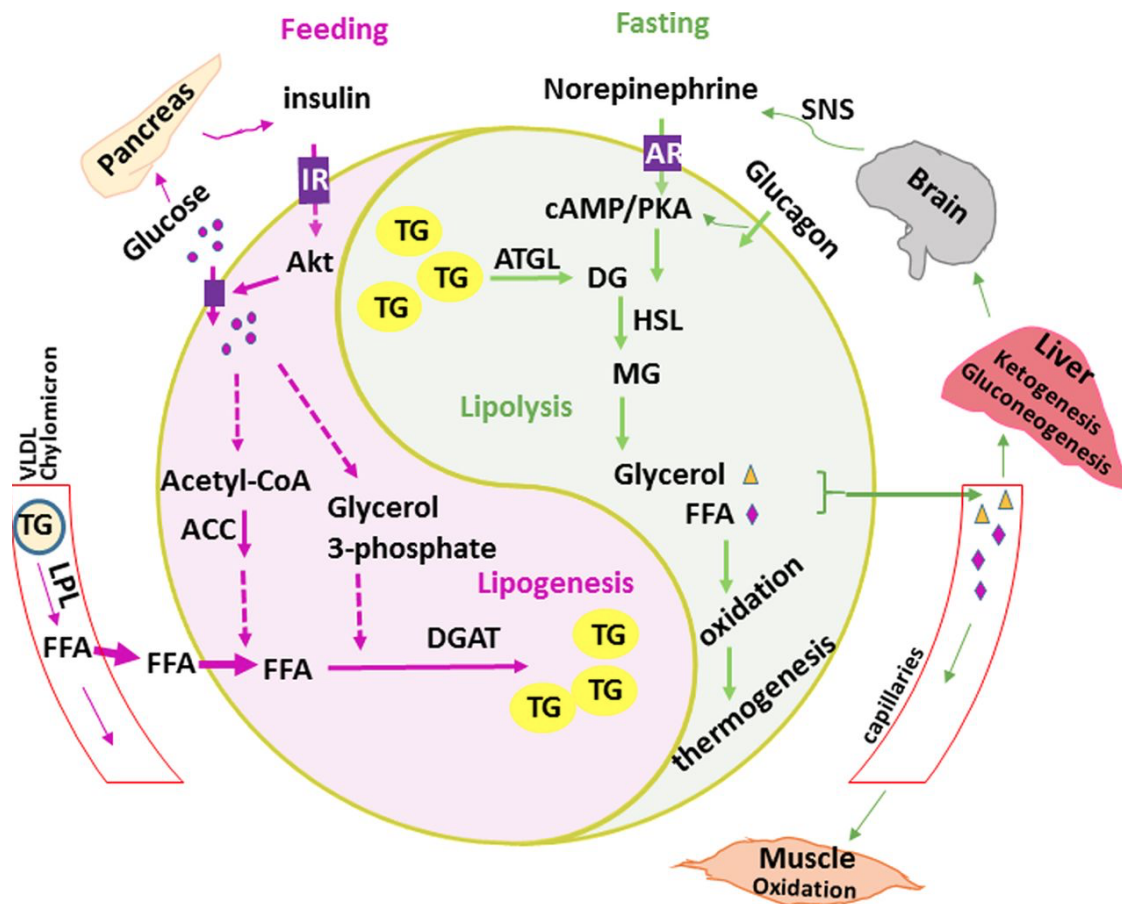 Feeding
Fasting
Pancreas
insulin
Norepinephrine
SNS
Brain
IR
AR
Glucose
Glucagon
cAMP/PKA
Akt
TG
TG
TG
ATGL
DG
HSL
MG
Lipolysis
Liver
Ketogenesis
Gluconeogenesis
VLDL
Chylomicron
TG
LPL
FFA
FFA
FFA
Acetyl-CoA
ACC
Glycerol
3-phosphate
Lipogenesis
DGAT
TG
TG
TG
Glycerol
FFA
oxidation
thermogenesis
capillaries
Muscle
Oxidation